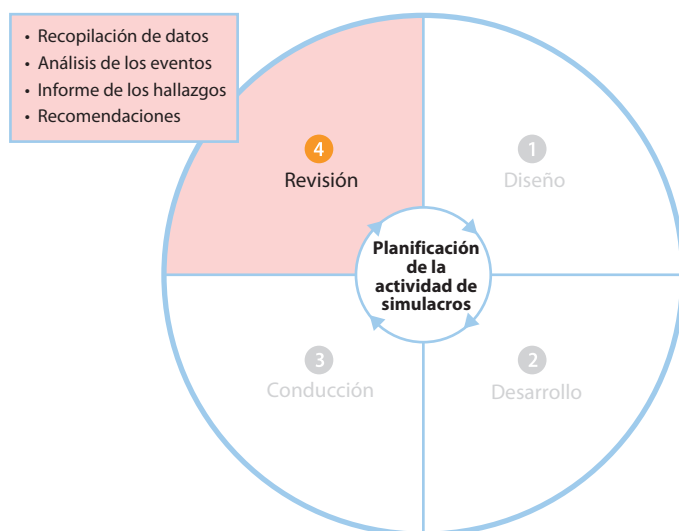 • Recopilación de datos
• Análisis de los eventos
• Informe de los hallazgos
• Recomendaciones
4
Revisión
1
Diseño
Planificación
de la
actividad de
simulacros
3
Conducción
2
Desarrollo